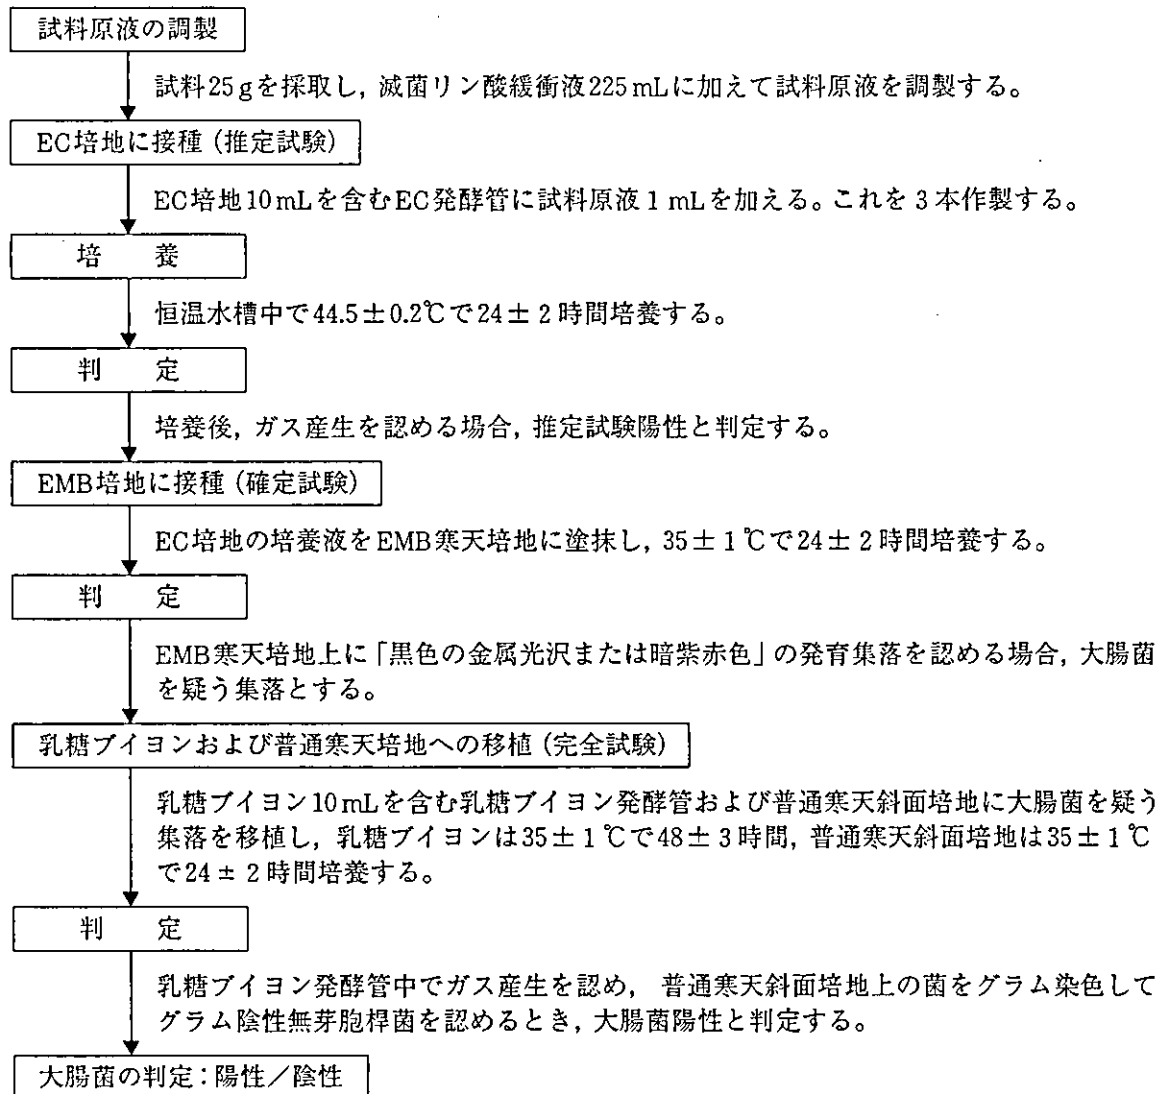 試料原液の調製
試料25gを採取し,滅菌リン酸緩衝液225mLに加えて試料原液を調製する。
EC培地に接種(推定試験)
EC培地10mLを含むEC発酵管に試料原液1mLを加える。これを3本作製する。
培 養
恒温水槽中で44.5±0.2℃で24±2時間培養する。
判 定
培養後,ガス産生を認める場合,推定試験陽性と判定する。
EMB培地に接種(確定試験)
EC培地の培養液をEMB寒天培地に塗抹し,35±1℃で24±2時間培養する。
判 定
EMB寒天培地上に「黒色の金属光沢または暗紫赤色」の発育集落を認める場合,大腸菌
を疑う集落とする。
乳糖ブイヨンおよび普通寒天培地への移植(完全試験)
乳糖ブイヨン10mLを含む乳糖ブイヨン発酵管および普通寒天斜面培地に大腸菌を疑う
集落を移植し,乳糖ブイヨンは35±1℃で48±3時間,普通寒天斜面培地は35±1℃
で24±2時間培養する。
判 定
乳糖ブイヨン発酵管中でガス産生を認め, 普通寒天斜面培地上の菌をグラム染色して
グラム陰性無芽胞桿菌を認めるとき,大腸菌陽性と判定する。
大腸菌の判定:陽性/陰性